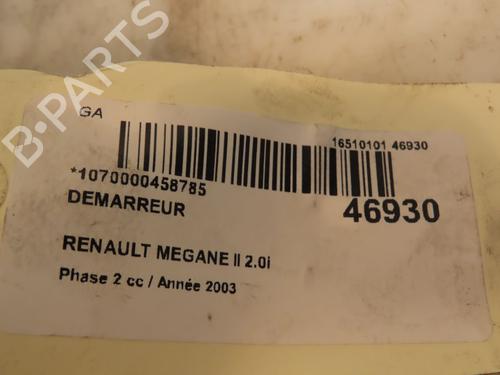 GA
16510101 46930
*1070000458785
DEMARREUR
46930
RENAULT MEGANE II 2.0i
Phase 2 cc / Année 2003
B-PARTS